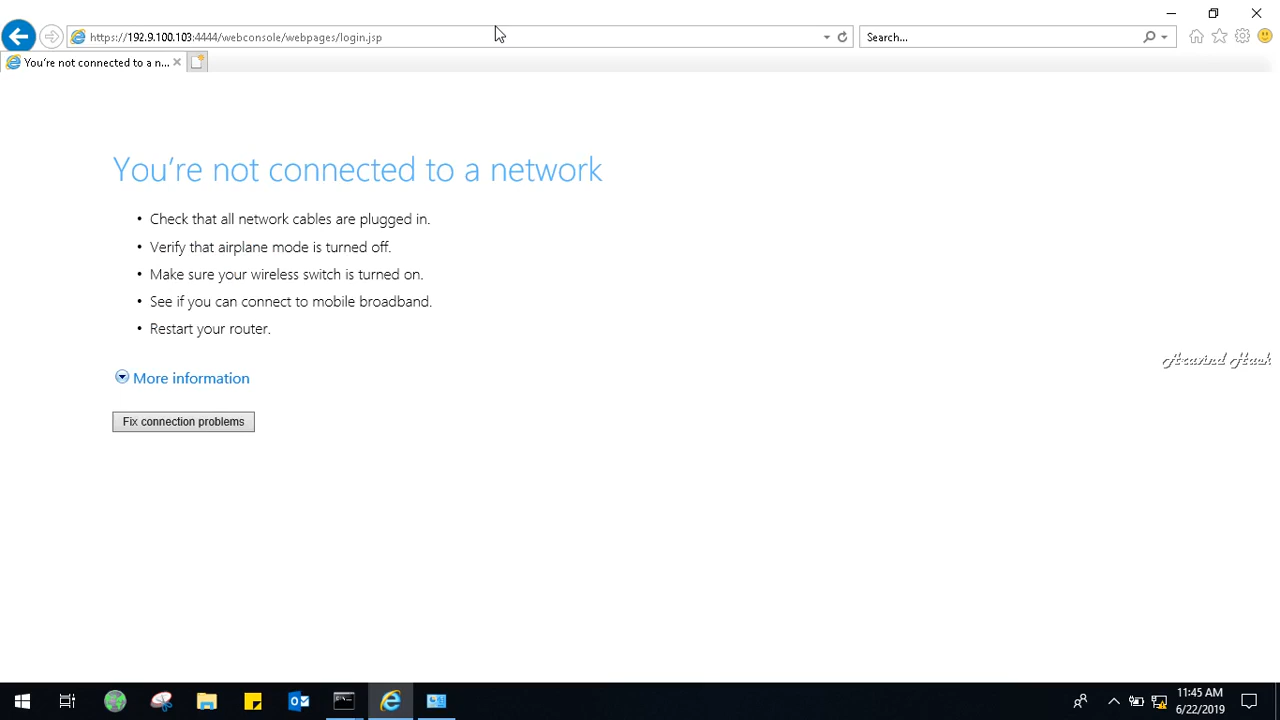 https://192.9.100.103:4444/webconsole/webpages/login.jsp
Search...
You're not connected to a n...
You're not connected to a network
• Check that all network cables are plugged in.
• Verify that airplane mode is turned off.
• Make sure your wireless switch is turned on.
• See if you can connect to mobile broadband.
• Restart your router.
Aravind Hash
More information
Fix connection problems
11:45 AM
6/22/2019